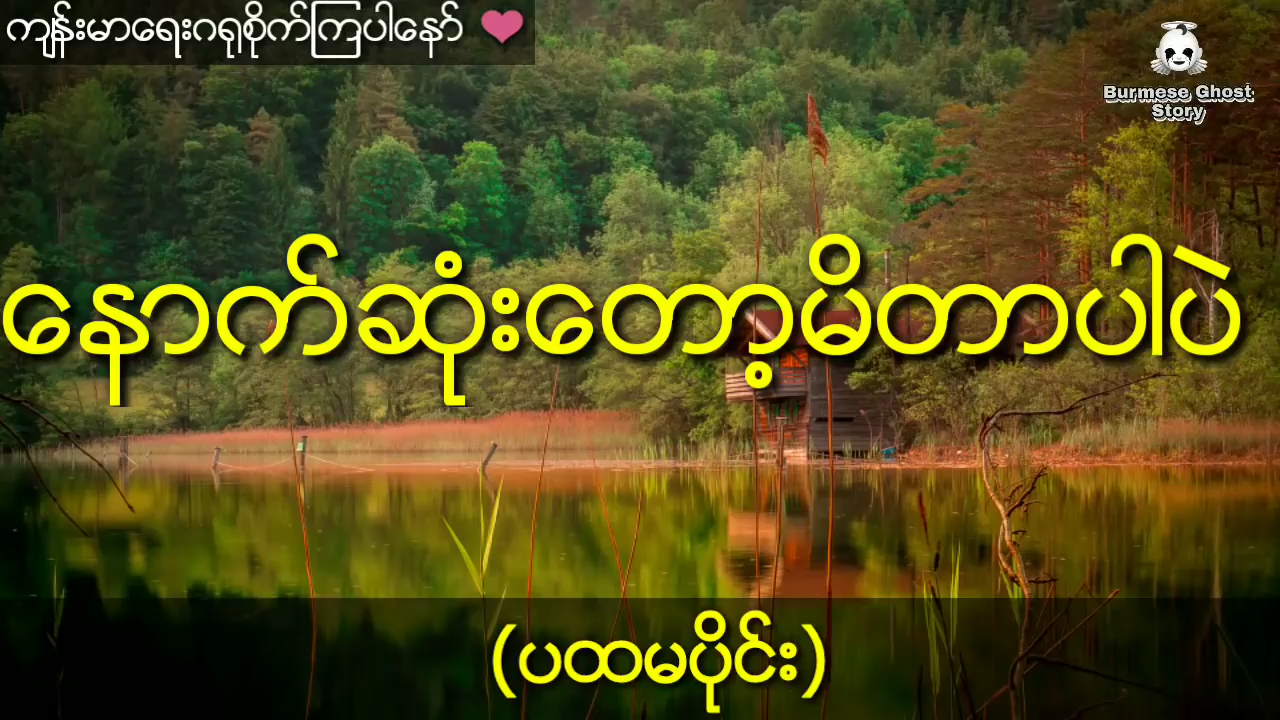 ကျန်းမာရေးဂရုစိုက်ကြပါနော် ❤
Burmese Ghost
Story
နောက်ဆုံးတော့မိတာပါပဲ
(ပထမပိုင်း)